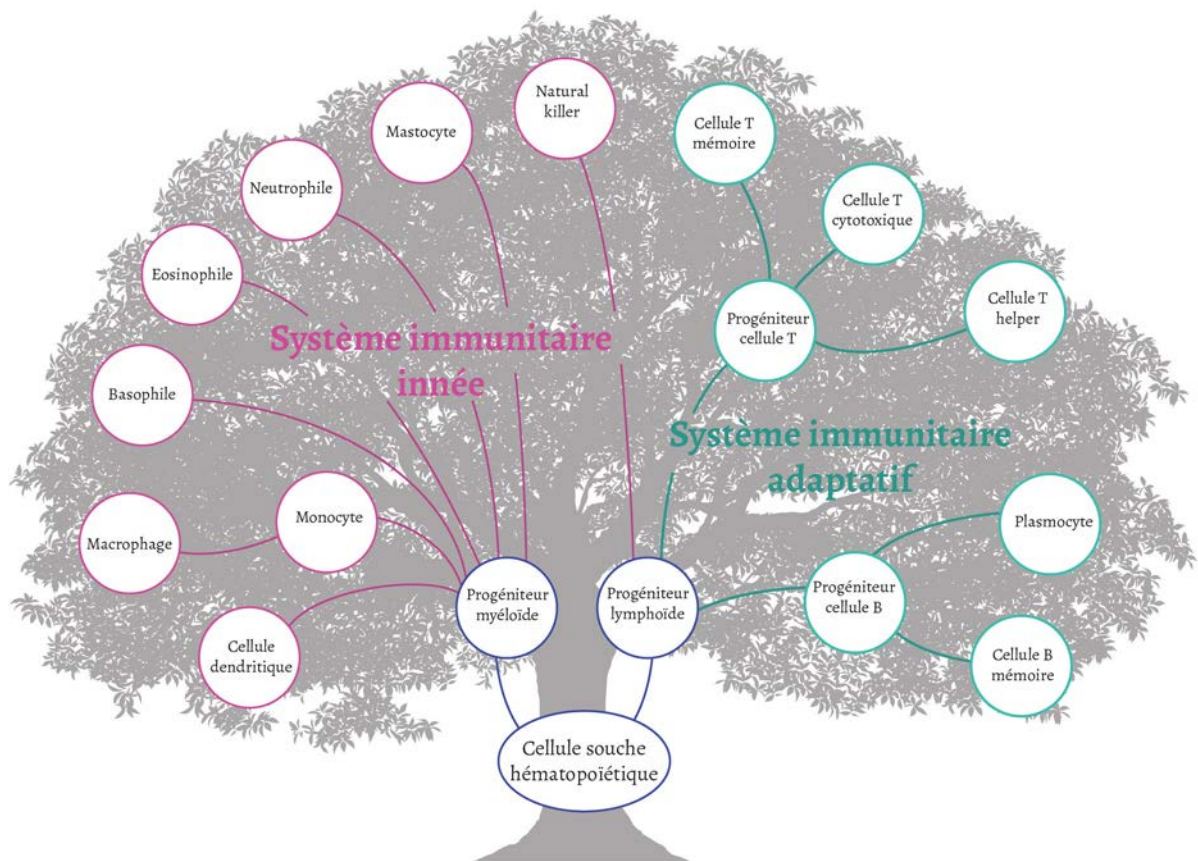 Natural
killer
Mastocyte
Cellule T
mémoire
Neutrophile
Cellule T
cytotoxique
Eosinophile
Cellule T
helper
Progéniteur
cellule T
Système immunitaire
innée
Basophile
Système immunitaire
adaptatif
Monocyte
Macrophage
Plasmocyte
Progéniteur
myéloïde
Progéniteur
lymphoïde
Progéniteur
cellule B
Cellule
dendritique
Cellule B
mémoire
Cellule souche
hématopoïétique